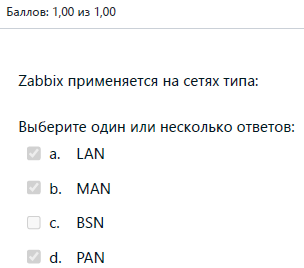 Баллов: 1,00 из 1,00
Zabbix применяется на сетях типа:
Выберите один или несколько ответов:
a. LAN
b. MAN
c. BSN
d. PAN